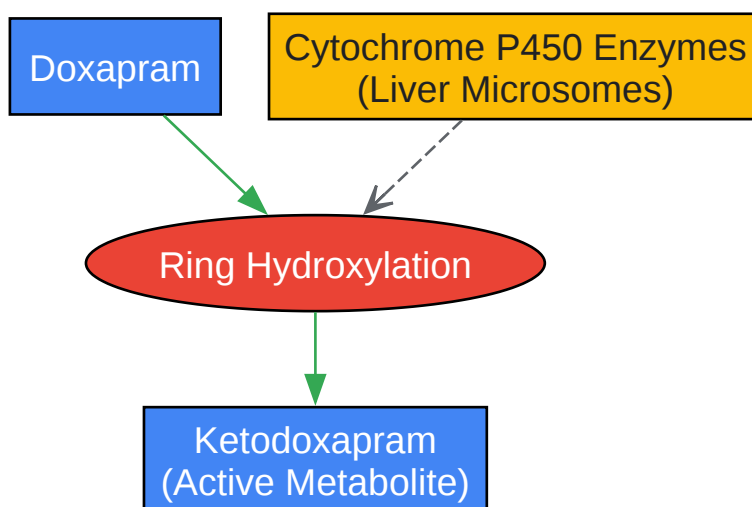 Doxapram
Cytochrome P450 Enzymes
(Liver Microsomes)
Ring Hydroxylation
Ketodoxapram
(Active Metabolite)